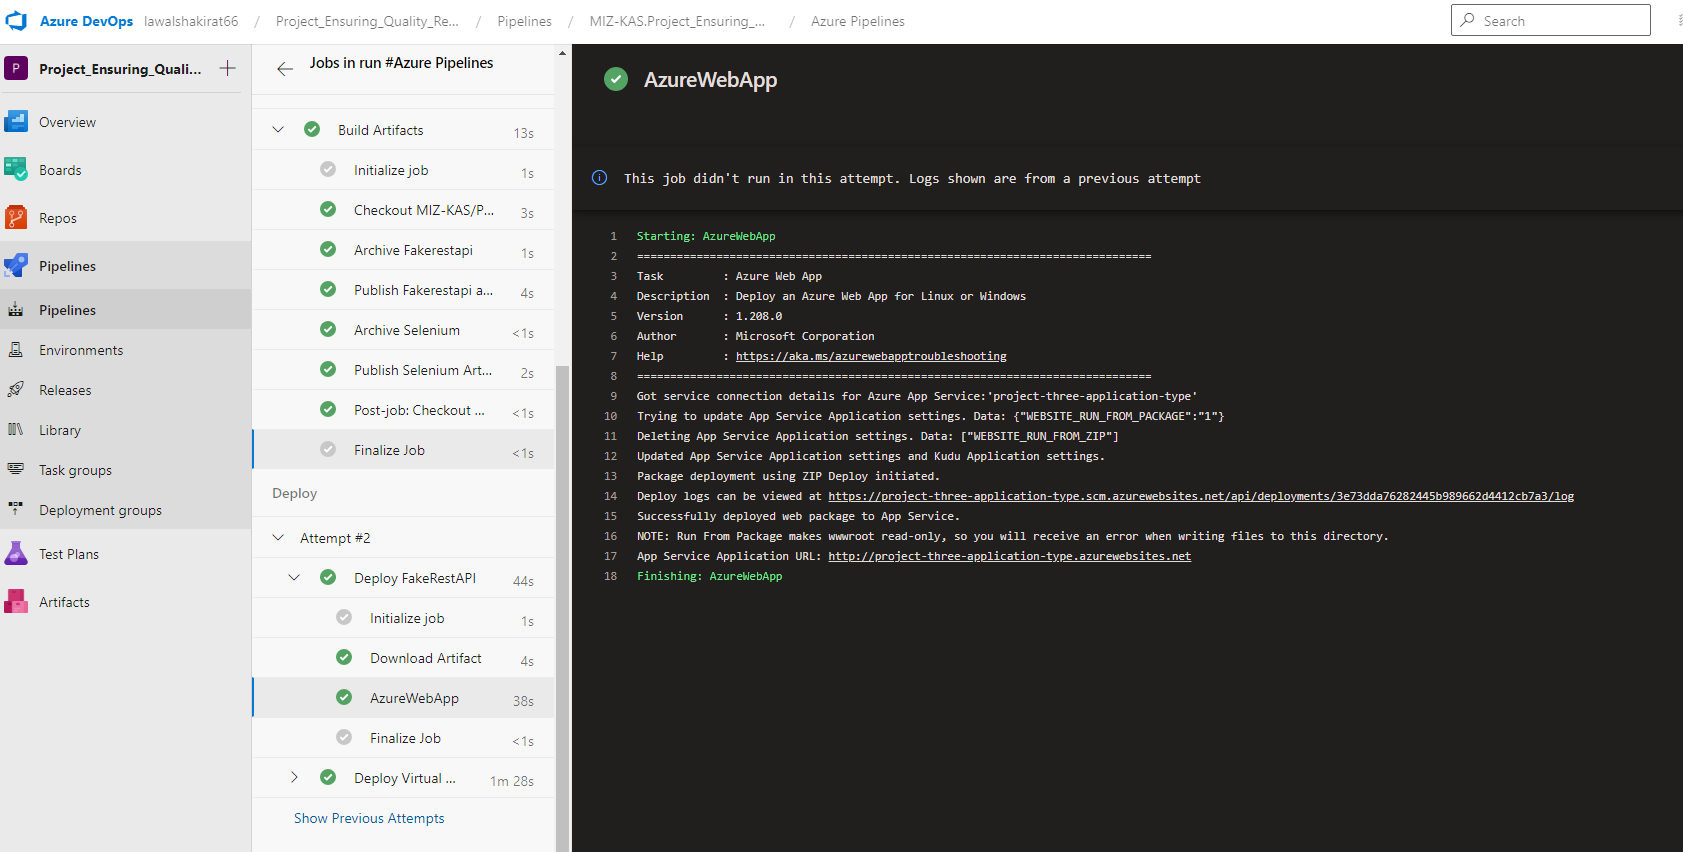 Azure DevOps lawalshakirat66 / Project_Ensuring_Quality_Re... / Pipelines / MIZ-KAS.Project_Ensuring_... / Azure Pipelines
Search
P Project_Ensuring_Quali...
Overview
Boards
Repos
Pipelines
Pipelines
Environments
Releases
Library
Task groups
Deployment groups
Test Plans
Artifacts
Jobs in run #Azure Pipelines
Build Artifacts 13s
Initialize job 1s
Checkout MIZ-KAS/P... 3s
Archive Fakerestapi 1s
Publish Fakerestapi a... 4s
Archive Selenium <1s
Publish Selenium Art... 2s
Post-job: Checkout ... <1s
Finalize Job <1s
Deploy
Attempt #2
Deploy FakeRestAPI 44s
Initialize job 1s
Download Artifact 4s
AzureWebApp 38s
Finalize Job <1s
Deploy Virtual ... 1m 28s
Show Previous Attempts
AzureWebApp
This job didn't run in this attempt. Logs shown are from a previous attempt
1 Starting: AzureWebApp
2 ==============================================================================
3 Task : Azure Web App
4 Description : Deploy an Azure Web App for Linux or Windows
5 Version : 1.208.0
6 Author : Microsoft Corporation
7 Help : https://aka.ms/azurewebapptroubleshooting
8 ==============================================================================
9 Got service connection details for Azure App Service:'project-three-application-type'
10 Trying to update App Service Application settings. Data: {"WEBSITE_RUN_FROM_PACKAGE":"1"}
11 Deleting App Service Application settings. Data: ["WEBSITE_RUN_FROM_ZIP"]
12 Updated App Service Application settings and Kudu Application settings.
13 Package deployment using ZIP Deploy initiated.
14 Deploy logs can be viewed at https://project-three-application-type.scm.azurewebsites.net/api/deployments/3e73dda76282445b989662d4412cb7a3/log
15 Successfully deployed web package to App Service.
16 NOTE: Run From Package makes wwwroot read-only, so you will receive an error when writing files to this directory.
17 App Service Application URL: http://project-three-application-type.azurewebsites.net
18 Finishing: AzureWebApp